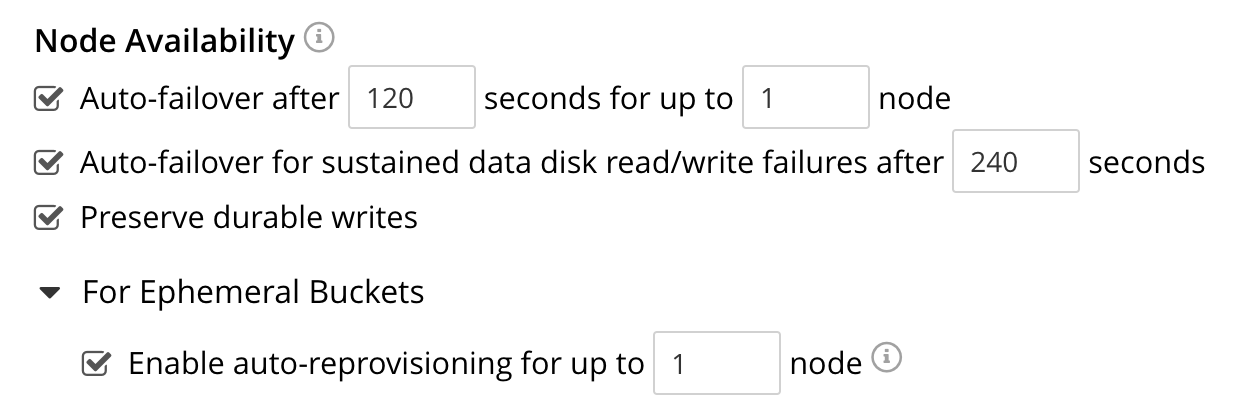 Node Availability
Auto-failover after 120 seconds for up to 1 node
Auto-failover for sustained data disk read/write failures after 240 seconds
Preserve durable writes
For Ephemeral Buckets
Enable auto-reprovisioning for up to 1 node